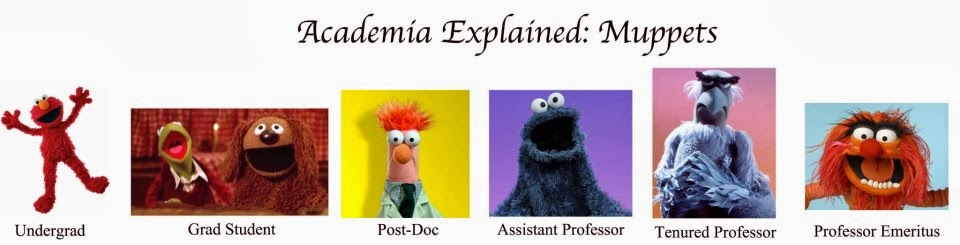 Academia Explained: Muppets
Undergrad
Grad Student
Post-Doc
Assistant Professor
Tenured Professor
Professor Emeritus